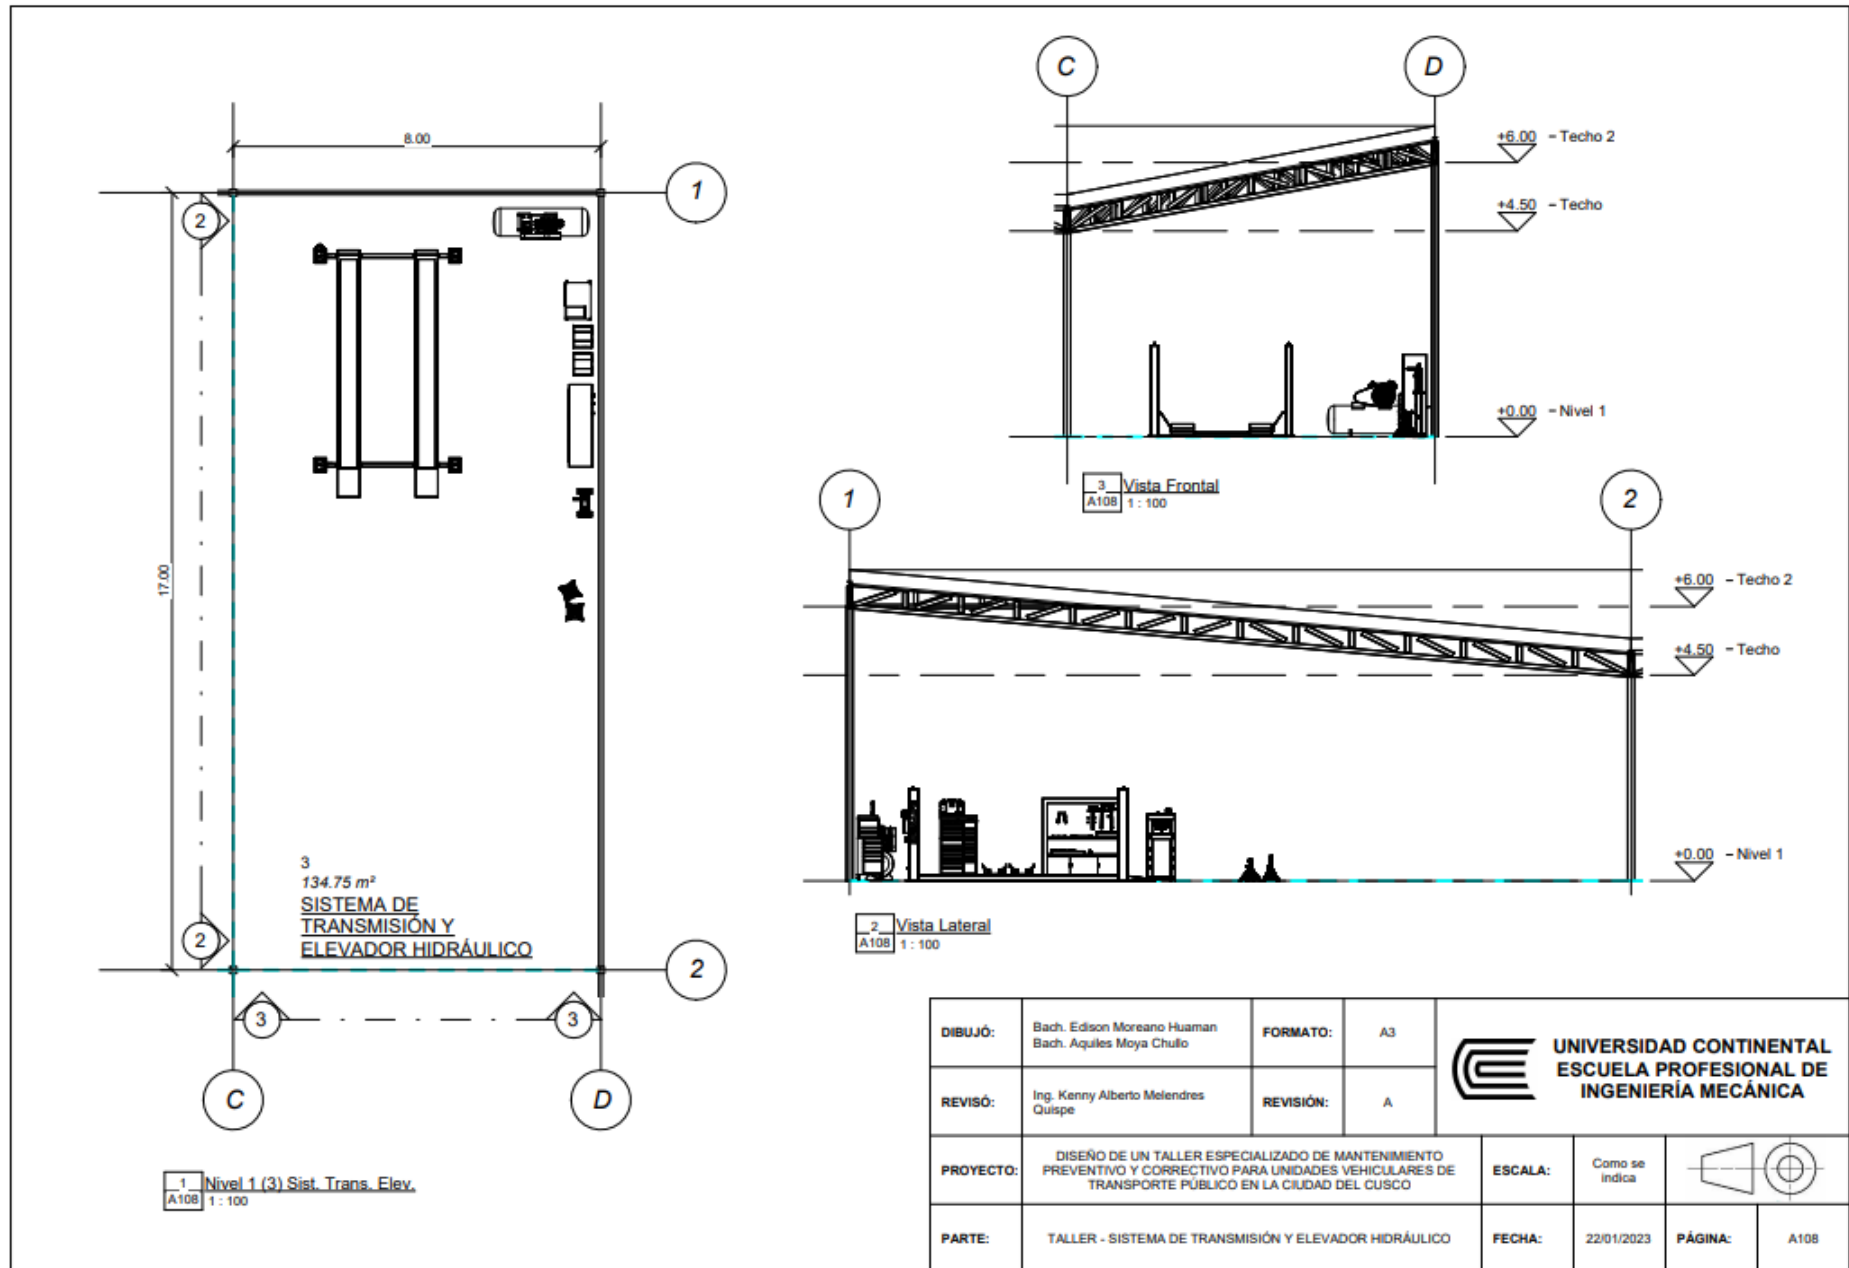 8.00
1
2
17.00
3
134.75 m²
SISTEMA DE
TRANSMISIÓN Y
ELEVADOR HIDRÁULICO
2
2
3
3
C
D
1
A108
Nivel 1 (3) Sist. Trans. Elev.
1 : 100
C
D
+6.00 - Techo 2
+4.50 - Techo
+0.00 - Nivel 1
3
A108
Vista Frontal
1 : 100
1
2
+6.00 - Techo 2
+4.50 - Techo
+0.00 - Nivel 1
2
A108
Vista Lateral
1 : 100
DIBUJÓ:
Bach. Edison Moreano Huaman
Bach. Aquiles Moya Chullo
FORMATO:
A3
UNIVERSIDAD CONTINENTAL
ESCUELA PROFESIONAL DE
INGENIERÍA MECÁNICA
REVISÓ:
Ing. Kenny Alberto Melendres
Quispe
REVISIÓN:
A
PROYECTO:
DISEÑO DE UN TALLER ESPECIALIZADO DE MANTENIMIENTO
PREVENTIVO Y CORRECTIVO PARA UNIDADES VEHICULARES DE
TRANSPORTE PÚBLICO EN LA CIUDAD DEL CUSCO
ESCALA:
Como se
indica
PARTE:
TALLER - SISTEMA DE TRANSMISIÓN Y ELEVADOR HIDRÁULICO
FECHA:
22/01/2023
PÁGINA:
A108